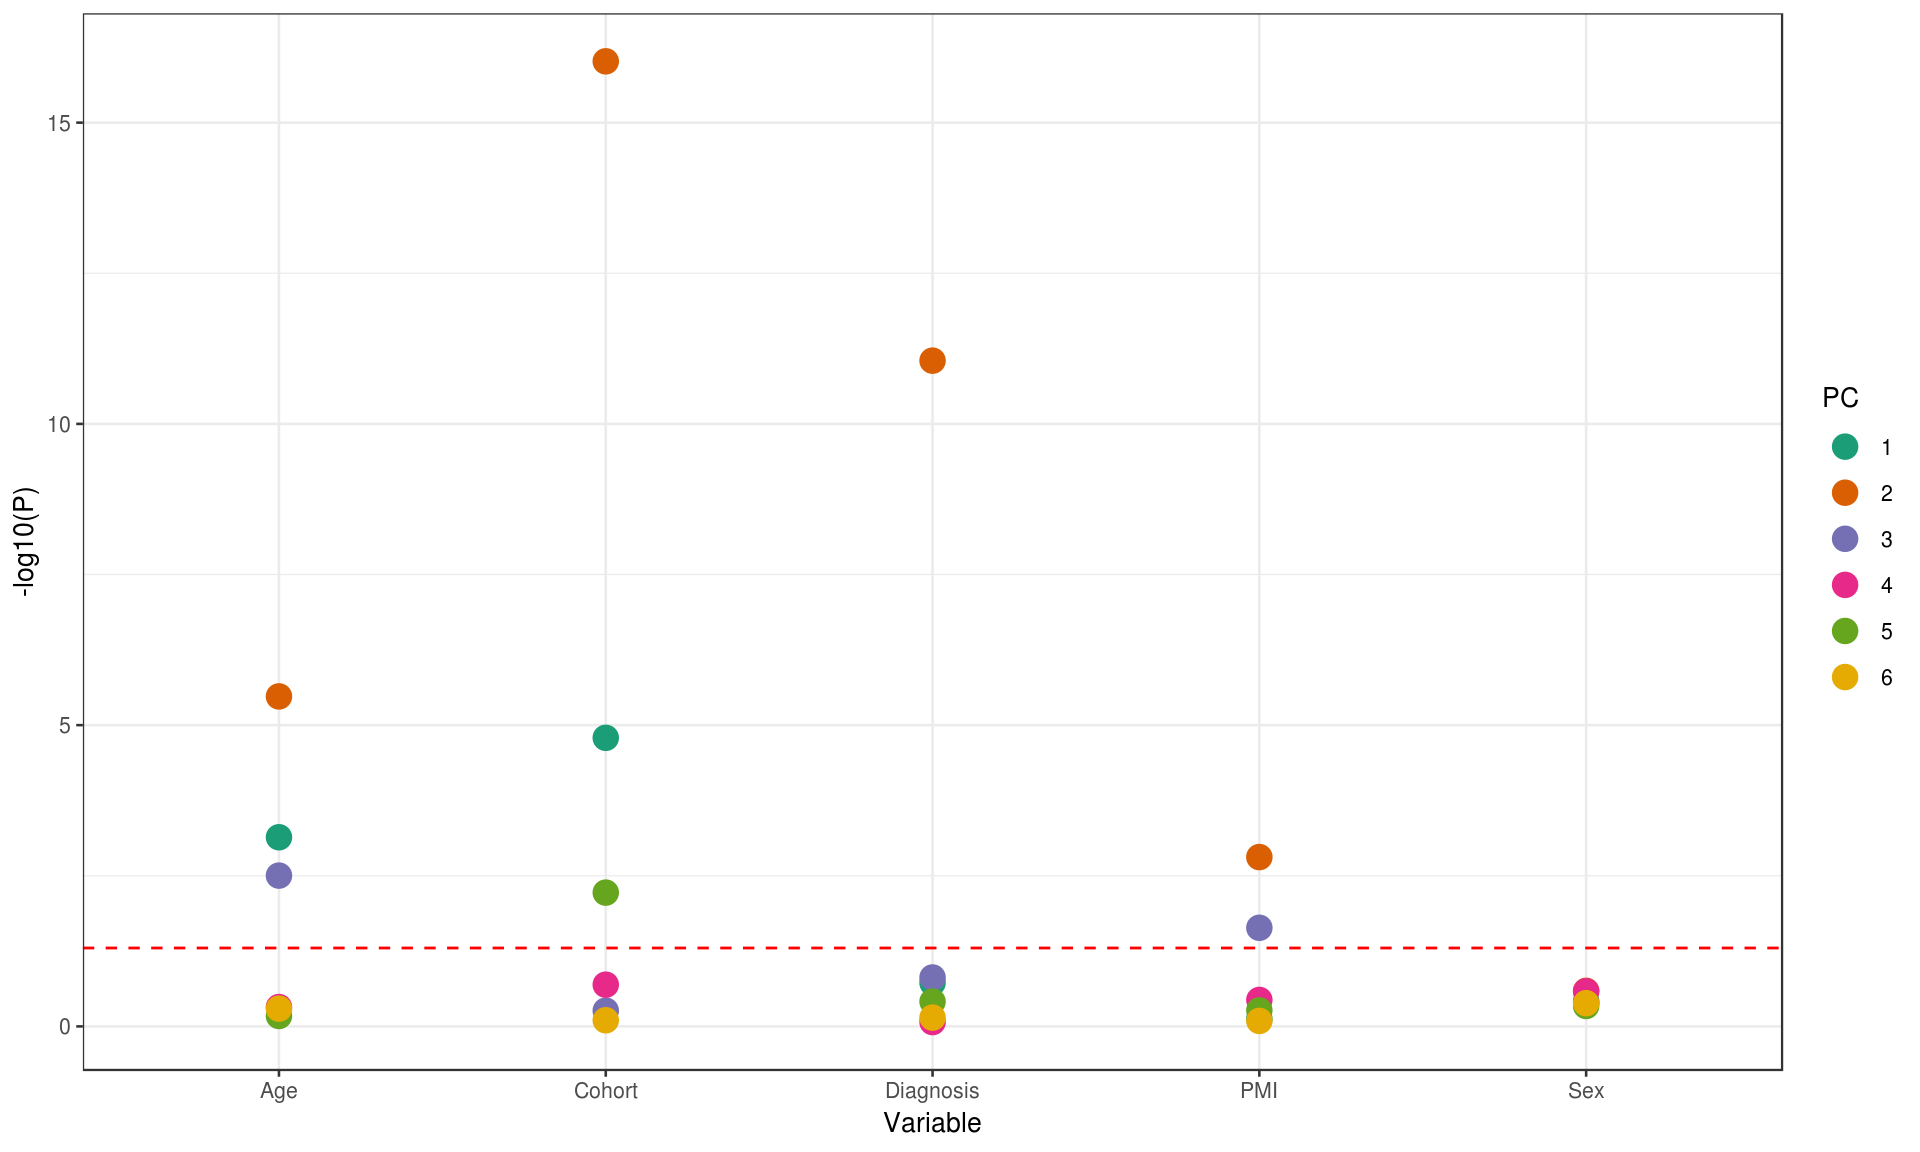 15
10
5
0
-log10(P)
Age
Cohort
Diagnosis
PMI
Sex
Variable
PC
1
2
3
4
5
6